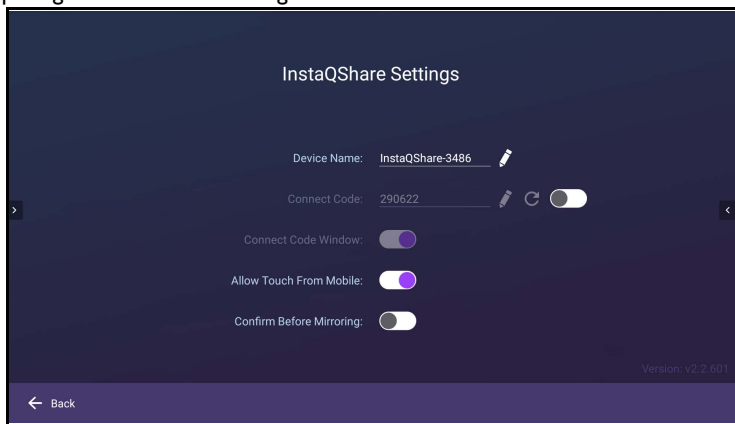 InstaQShare Settings
Device Name: InstaQShare-3486
Connect Code: 290622
Connect Code Window:
Allow Touch From Mobile:
Confirm Before Mirroring:
Version: v2.2.601
Back